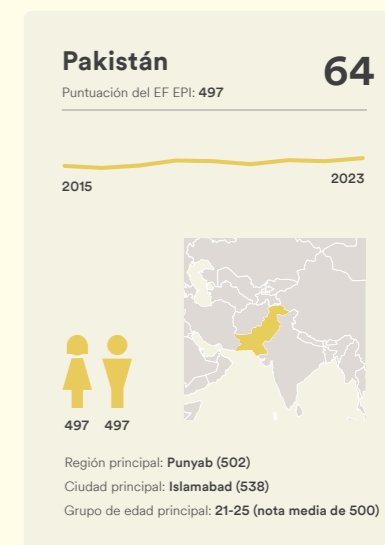 Pakistán
64
Puntuación del EF EPI: 497
2015
2023
497 497
Región principal: Punyab (502)
Ciudad principal: Islamabad (538)
Grupo de edad principal: 21-25 (nota media de 500)